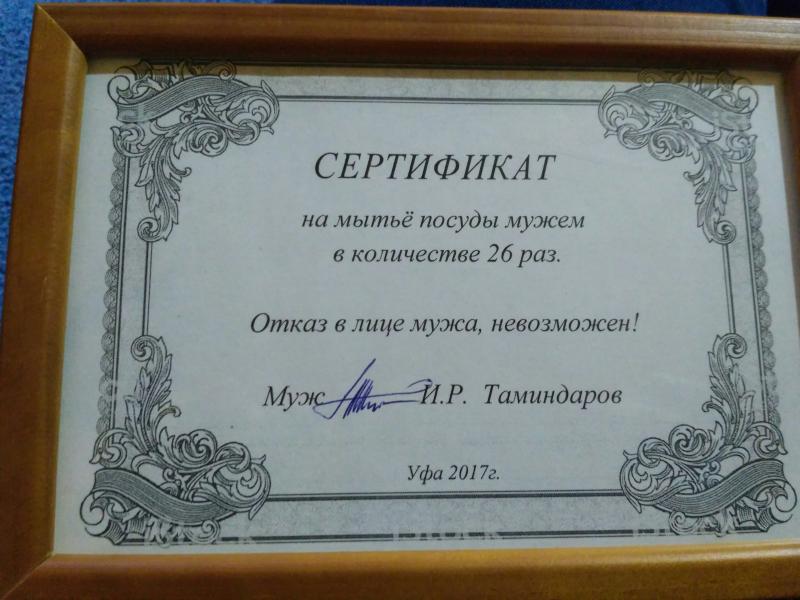 СЕРТИФИКАТ
на мытьё посуды мужем
в количестве 26 раз.
Отказ в лице мужа, невозможен!
Муж И.Р. Таминдаров
Уфа 2017г.